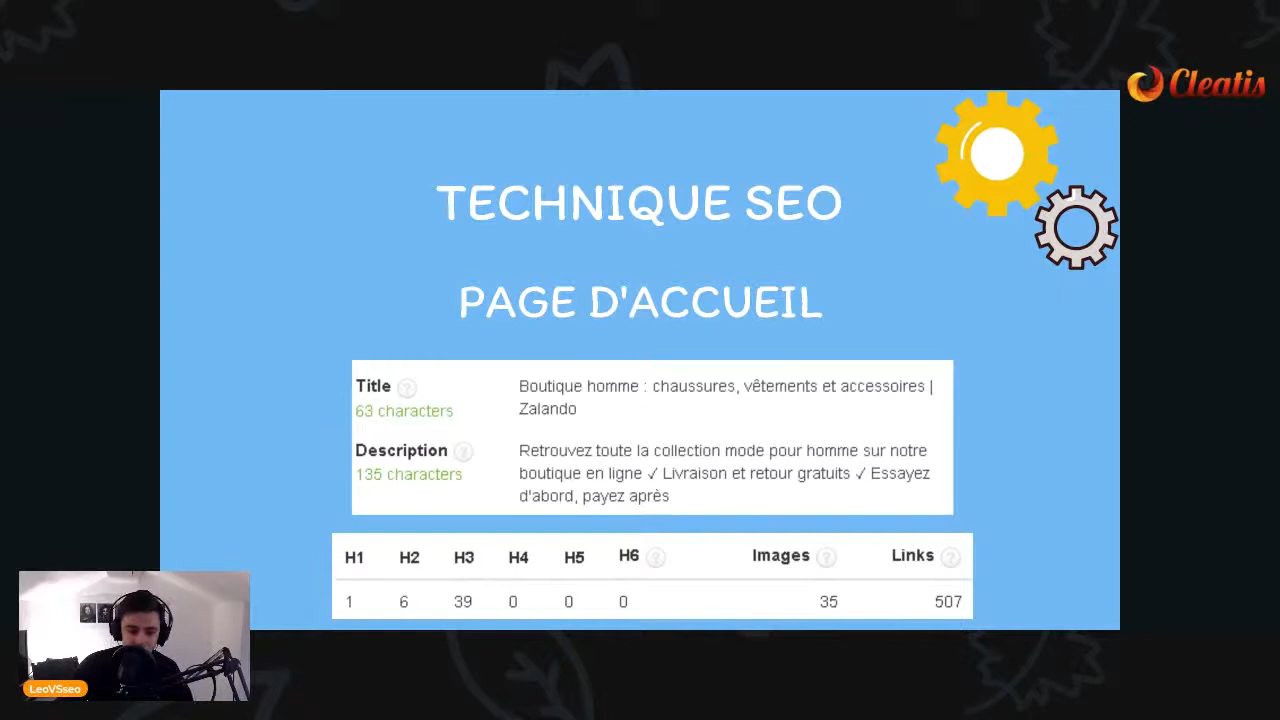 Cleatis
TECHNIQUE SEO
PAGE D'ACCUEIL
Title ?
63 characters
Boutique homme : chaussures, vêtements et accessoires |
Zalando
Description ?
135 characters
Retrouvez toute la collection mode pour homme sur notre
boutique en ligne ✓ Livraison et retour gratuits ✓ Essayez
d'abord, payez après
H1 H2 H3 H4 H5 H6 ? Images ? Links ?
1 6 39 0 0 0 35 507
LeoVSseo